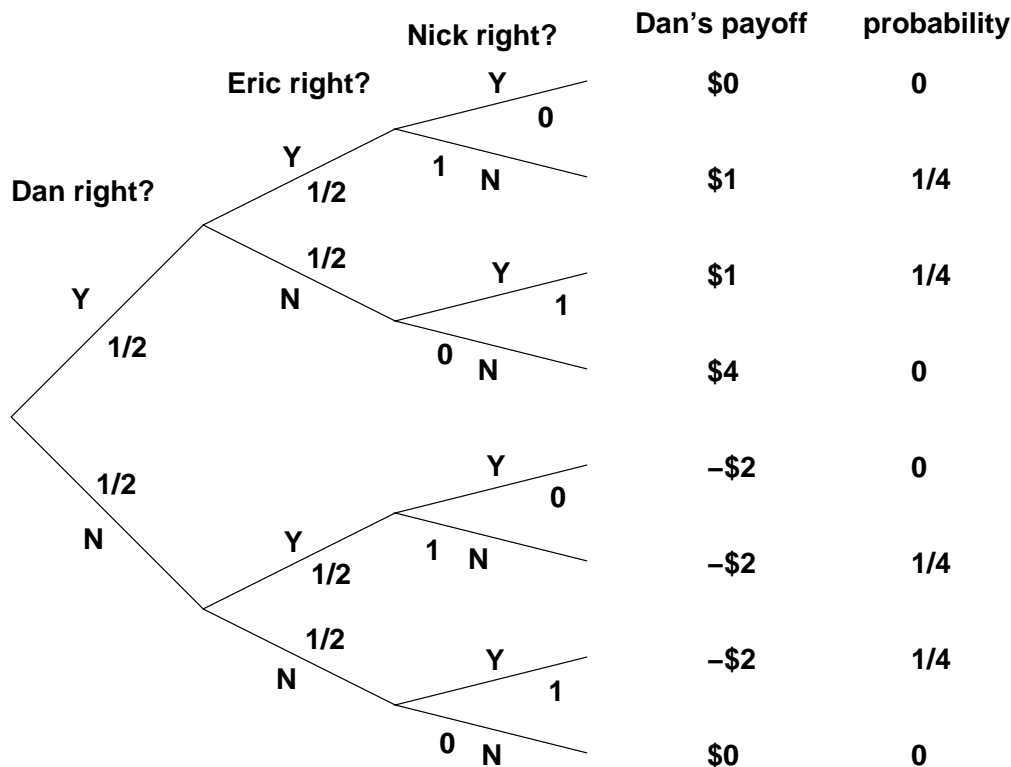 Nick right? Dan’s payoff probability
Eric right? Y $0 0
0
Y 1 N $1 1/4
Dan right? 1/2
1/2 Y $1 1/4
Y N 1
1/2 0 N $4 0
1/2 Y –$2 0
N Y 0
1/2 1 N –$2 1/4
1/2 Y –$2 1/4
N 1
0 N $0 0